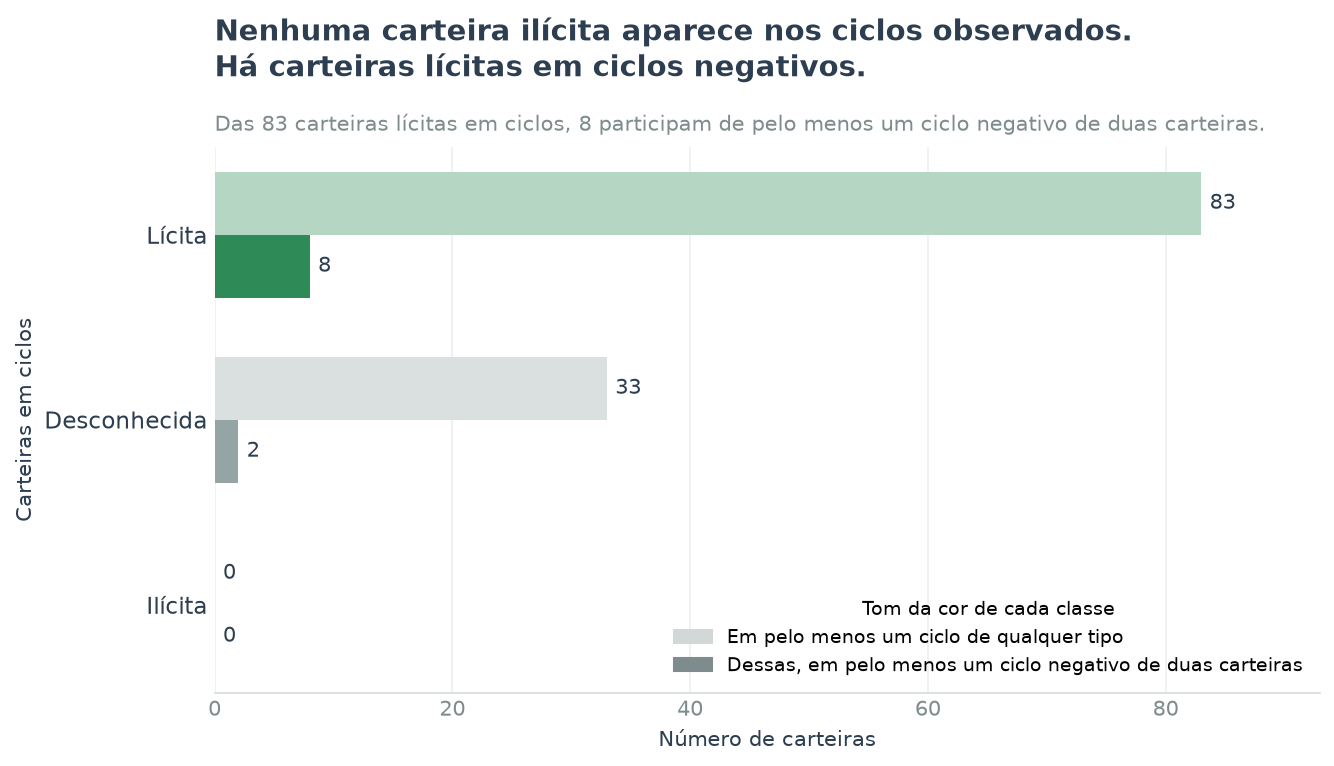 Nenhuma carteira ilícita aparece nos ciclos observados.
Há carteiras lícitas em ciclos negativos.
Das 83 carteiras lícitas em ciclos, 8 participam de pelo menos um ciclo negativo de duas carteiras.
Carteiras em ciclos
Lícita
83
8
Desconhecida
33
2
Ilícita
0
0
Tom da cor de cada classe
Em pelo menos um ciclo de qualquer tipo
Dessas, em pelo menos um ciclo negativo de duas carteiras
0 20 40 60 80
Número de carteiras